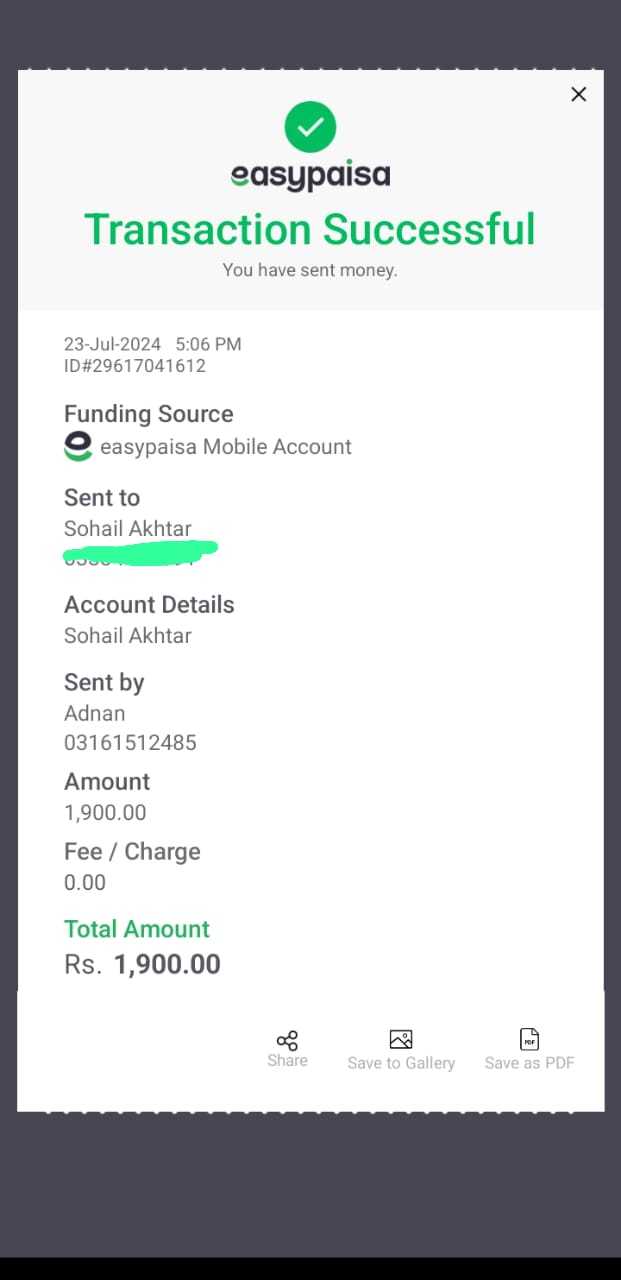 easypaisa
Transaction Successful
You have sent money.
23-Jul-2024 5:06 PM
ID#29617041612
Funding Source
easypaisa Mobile Account
Sent to
Sohail Akhtar
Account Details
Sohail Akhtar
Sent by
Adnan
03161512485
Amount
1,900.00
Fee / Charge
0.00
Total Amount
Rs. 1,900.00
Share
Save to Gallery
PDF
Save as PDF